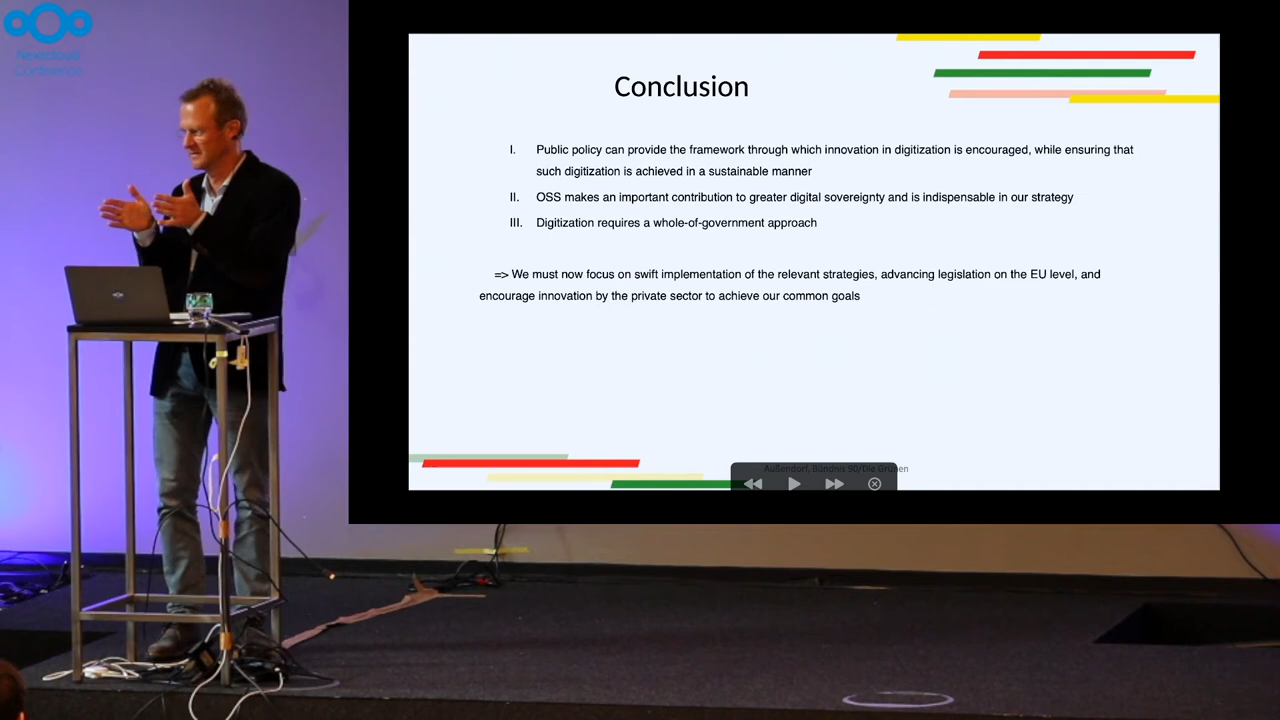 Nextcloud
Conference
Conclusion
I. Public policy can provide the framework through which innovation in digitization is encouraged, while ensuring that
such digitization is achieved in a sustainable manner
II. OSS makes an important contribution to greater digital sovereignty and is indispensable in our strategy
III. Digitization requires a whole-of-government approach
=> We must now focus on swift implementation of the relevant strategies, advancing legislation on the EU level, and
encourage innovation by the private sector to achieve our common goals
Außendorf, Bündnis 90/Die Grünen